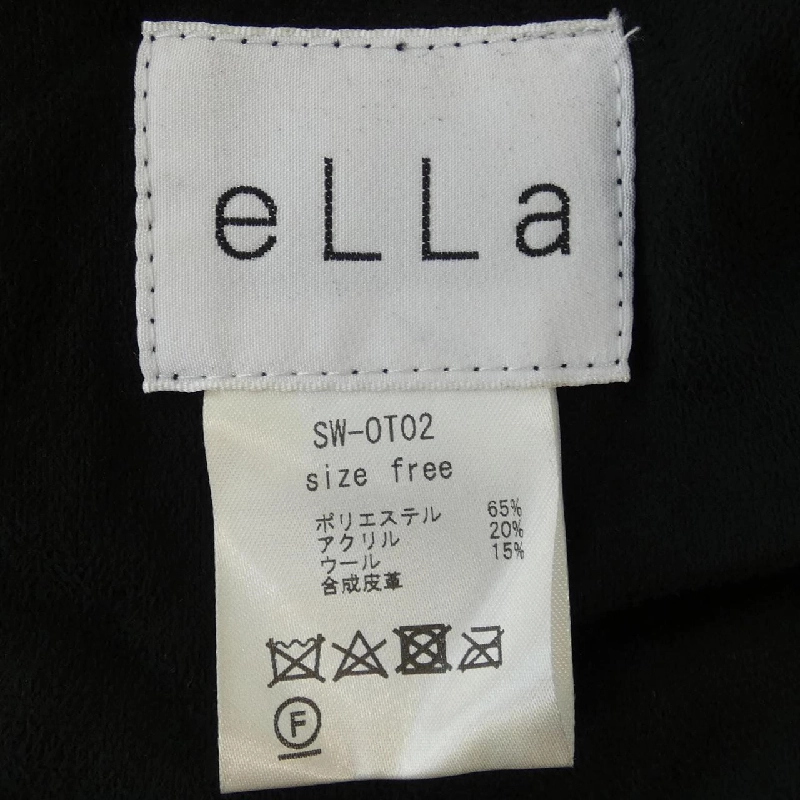 eLLa
SW-OT02
size free
ポリエステル 65%
アクリル 20%
ウール 15%
合成皮革
F